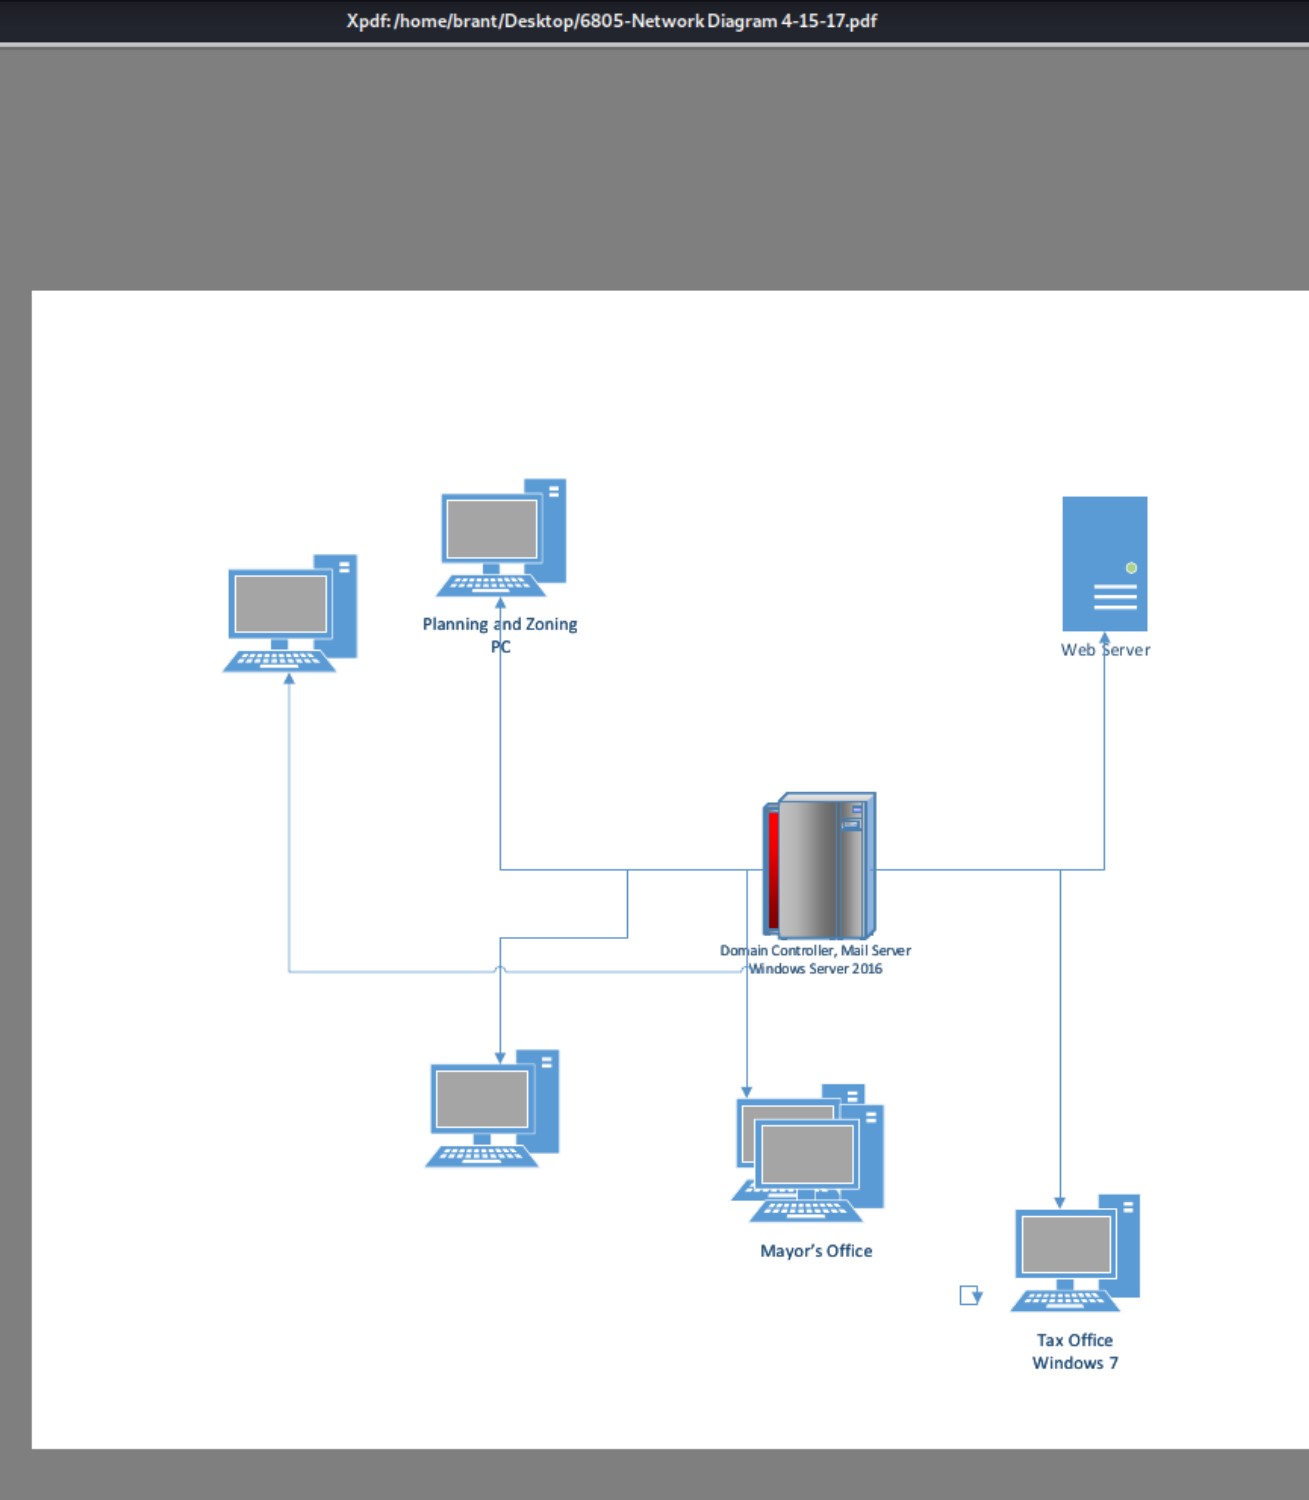 Xpdf: /home/brant/Desktop/6805-Network Diagram 4-15-17.pdf
Planning and Zoning
PC
Web Server
Domain Controller, Mail Server
Windows Server 2016
Mayor's Office
Tax Office
Windows 7